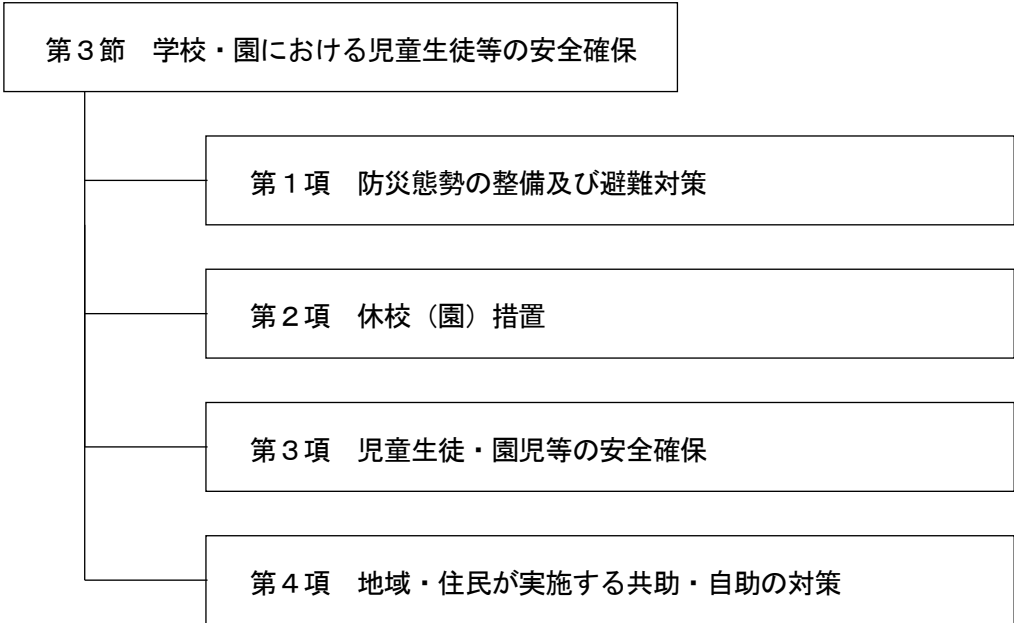 第３節　学校・園における児童生徒等の安全確保
第１項　防災態勢の整備及び避難対策
第２項　休校（園）措置
第３項　児童生徒・園児等の安全確保
第４項　地域・住民が実施する共助・自助の対策